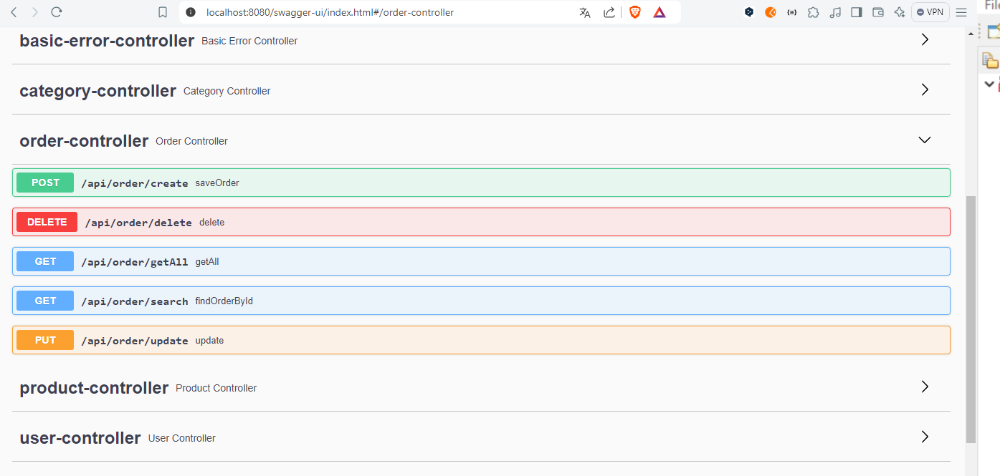 localhost:8080/swagger-ui/index.html#/order-controller
VPN
File
basic-error-controller Basic Error Controller
category-controller Category Controller
order-controller Order Controller
POST /api/order/create saveOrder
DELETE /api/order/delete delete
GET /api/order/getAll getAll
GET /api/order/search findOrderById
PUT /api/order/update update
product-controller Product Controller
user-controller User Controller